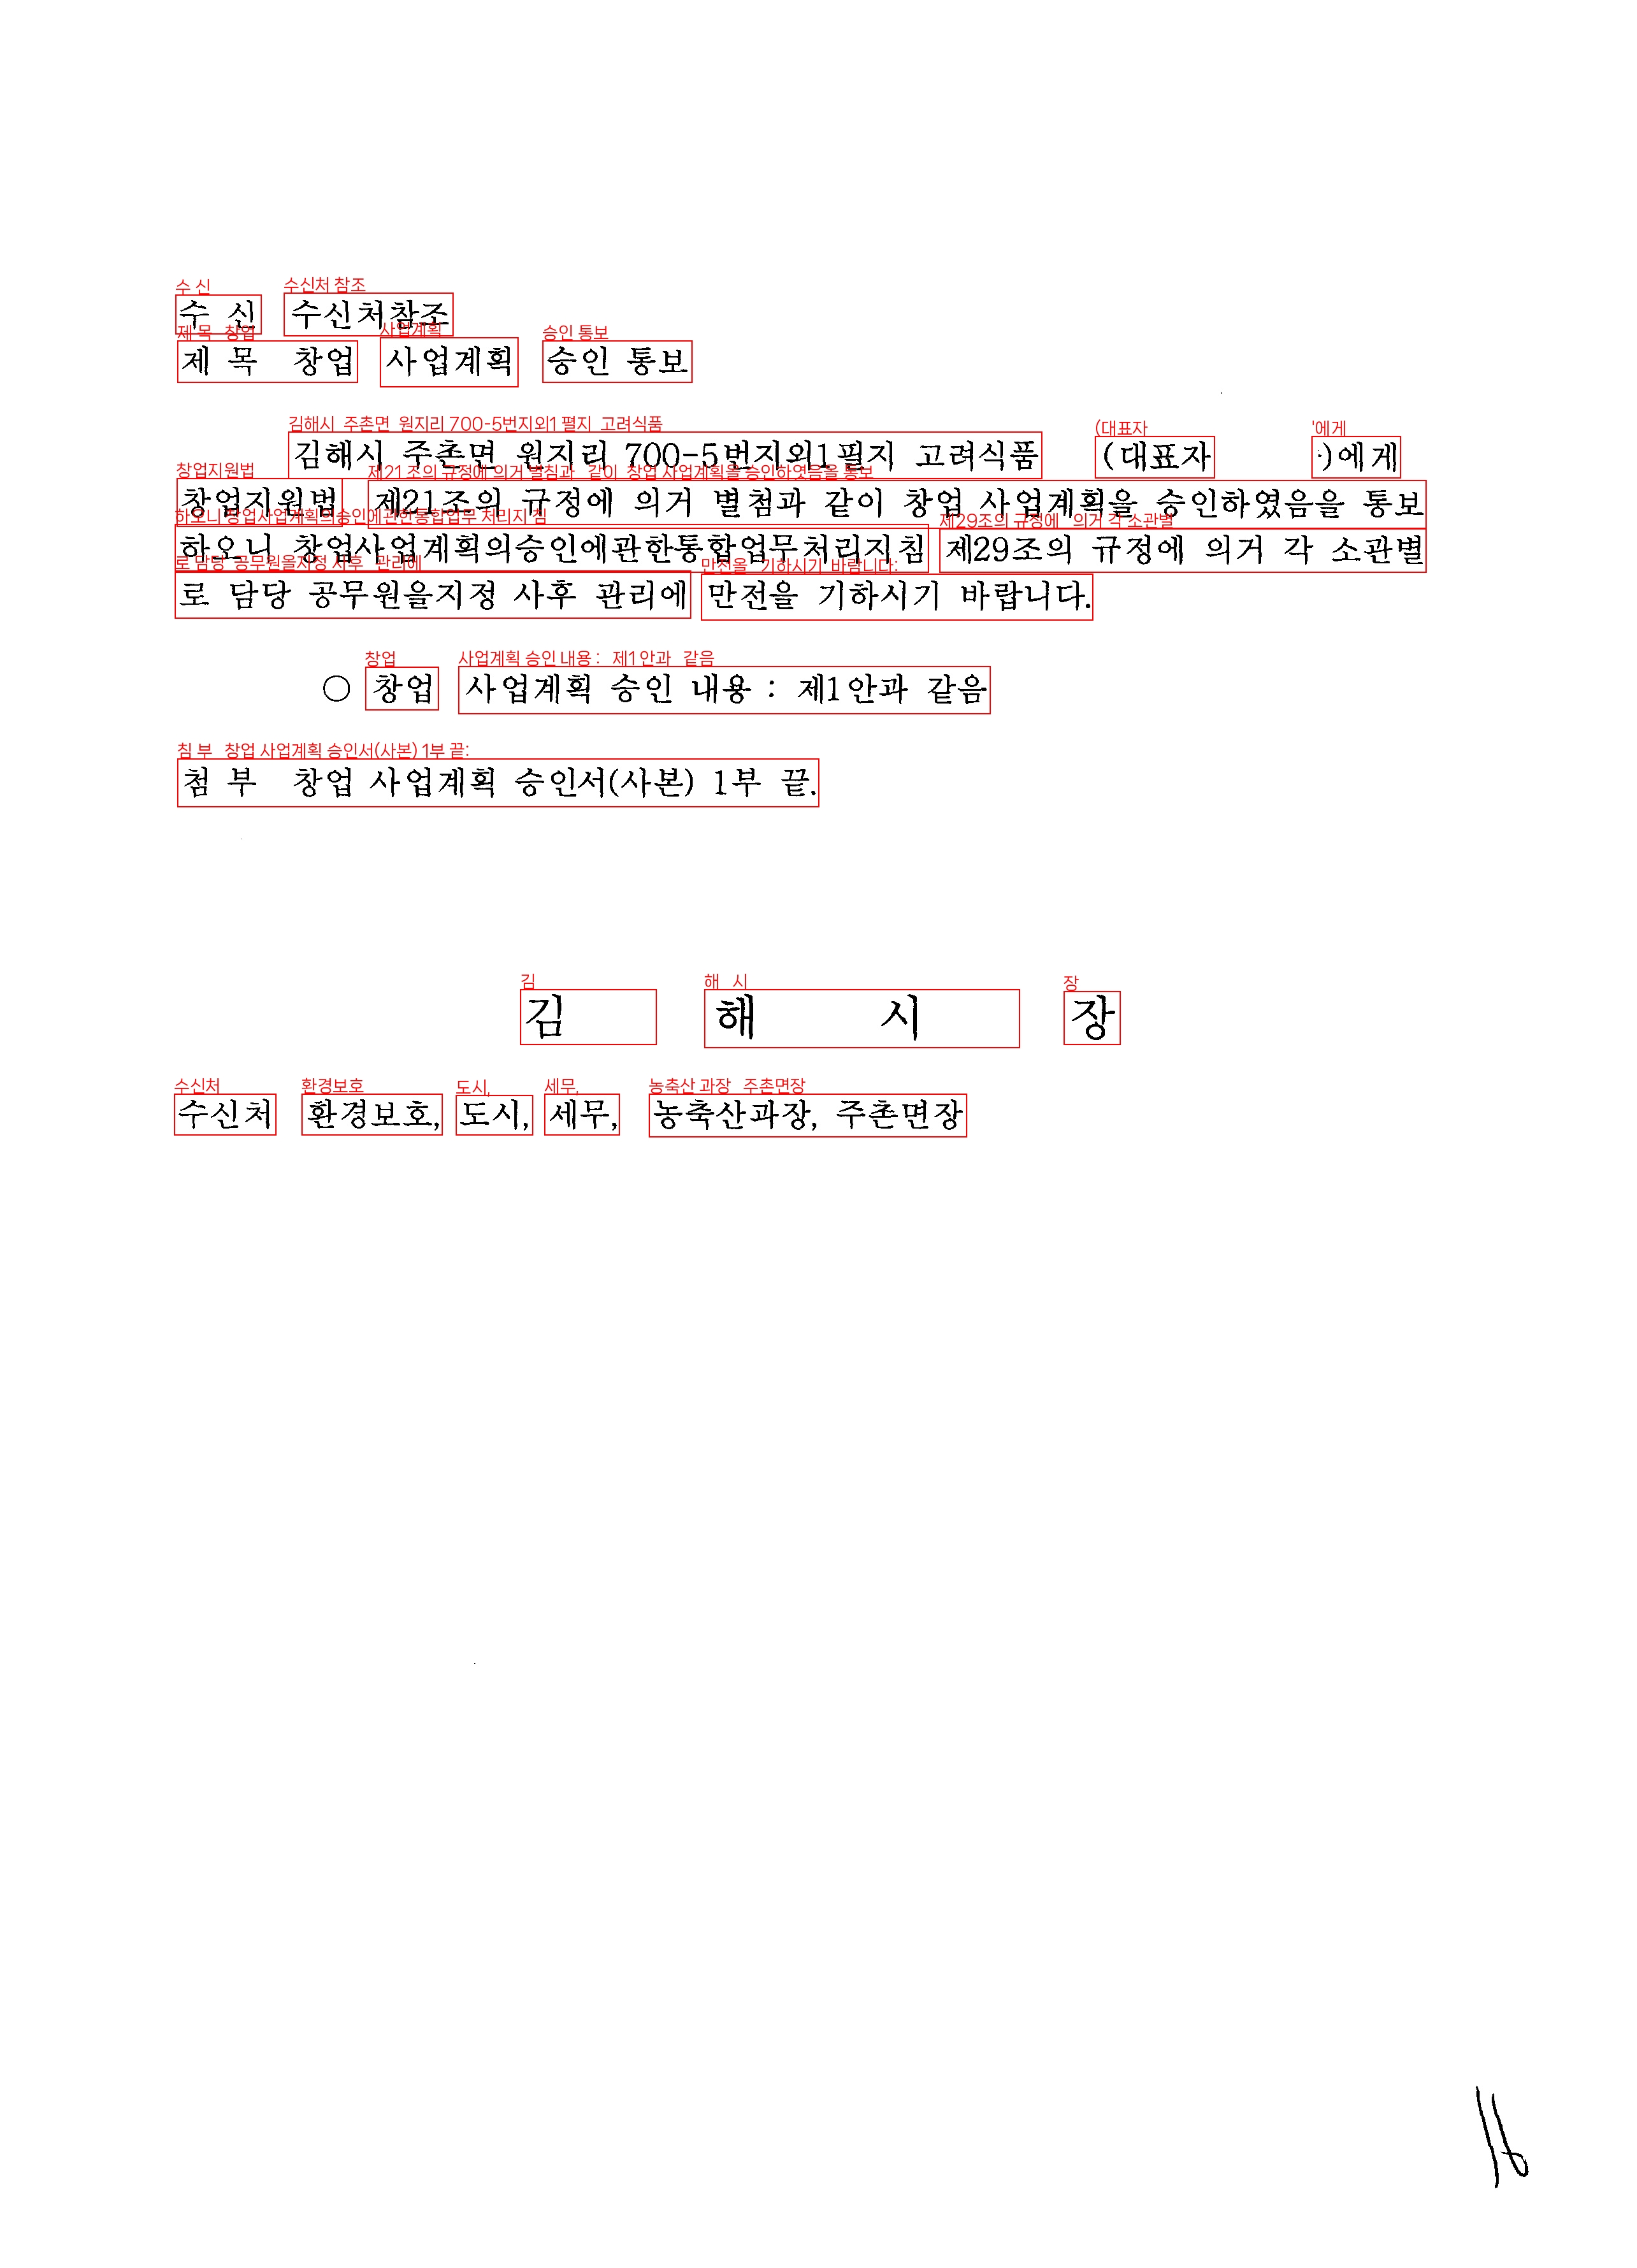 수 신 수신처참조
제 목 창업 사업계획 승인 통보
김해시 주촌면 원지리 700-5번지외1필지 고려식품 (대표자 )에게
창업지원법 제21조의 규정에 의거 별첨과 같이 창업 사업계획을 승인하였음을 통보
하오니 창업사업계획의승인에관한통합업무처리지침 제29조의 규정에 의거 각 소관별
로 담당 공무원을지정 사후 관리에 만전을 기하시기 바랍니다.
○ 창업 사업계획 승인 내용 : 제1안과 같음
첨 부 창업 사업계획 승인서(사본) 1부 끝.
김 해 시 장
수신처 환경보호, 도시, 세무, 농축산과장, 주촌면장
16